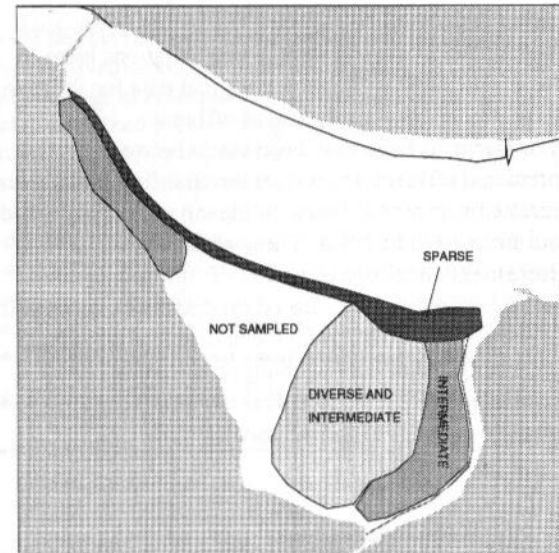 SPARSE
NOT SAMPLED
DIVERSE AND
INTERMEDIATE
INTERMEDIATE